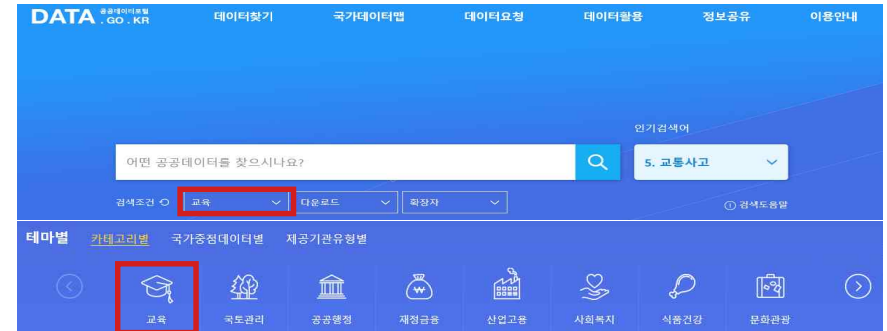 DATA 공공데이터포털 .GO.KR 데이터찾기 국가데이터맵 데이터요청 데이터활용 정보공유 이용안내
인기검색어
어떤 공공데이터를 찾으시나요? 5. 교통사고
검색조건 교육 다운로드 확장자 검색도움말
테마별 카테고리별 국가중점데이터별 제공기관유형별
교육 국토관리 공공행정 재정금융 산업고용 사회복지 식품건강 문화관광